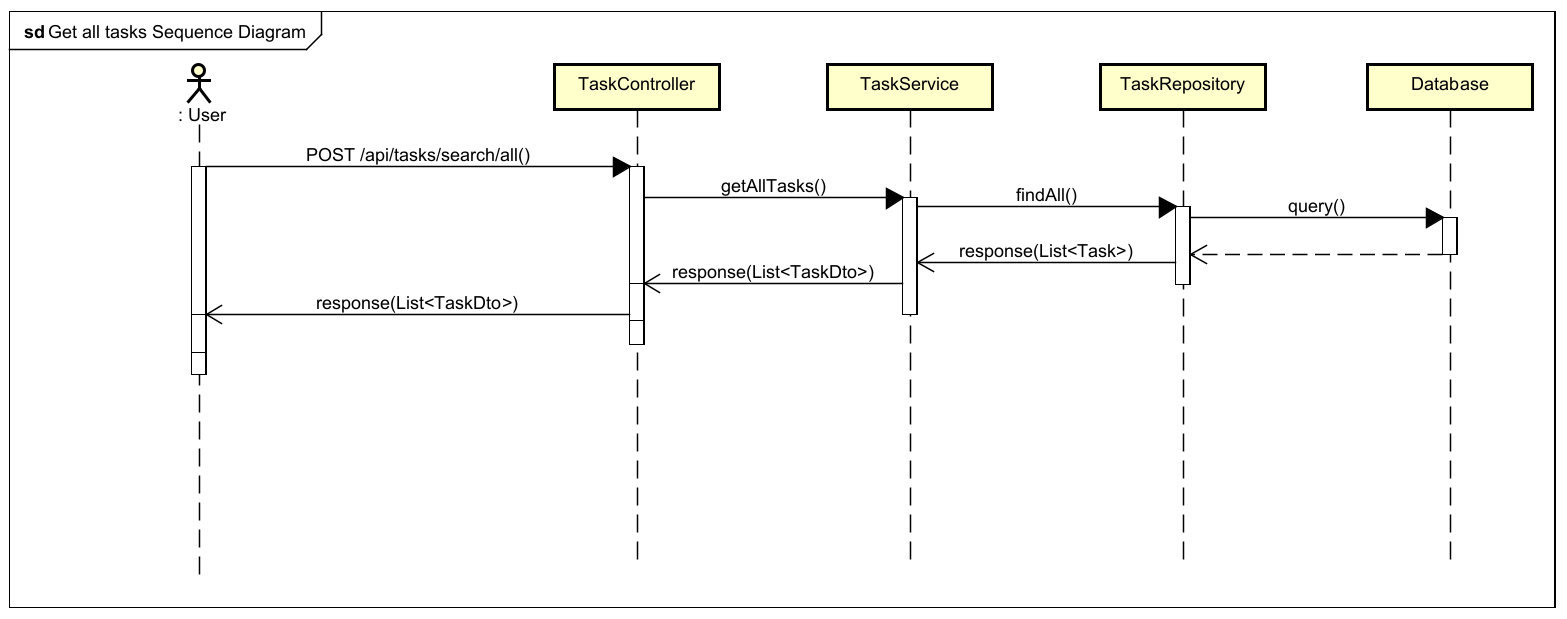 sd Get all tasks Sequence Diagram
: User
TaskController
TaskService
TaskRepository
Database
POST /api/tasks/search/all()
getAllTasks()
findAll()
query()
response(List<Task>)
response(List<TaskDto>)
response(List<TaskDto>)